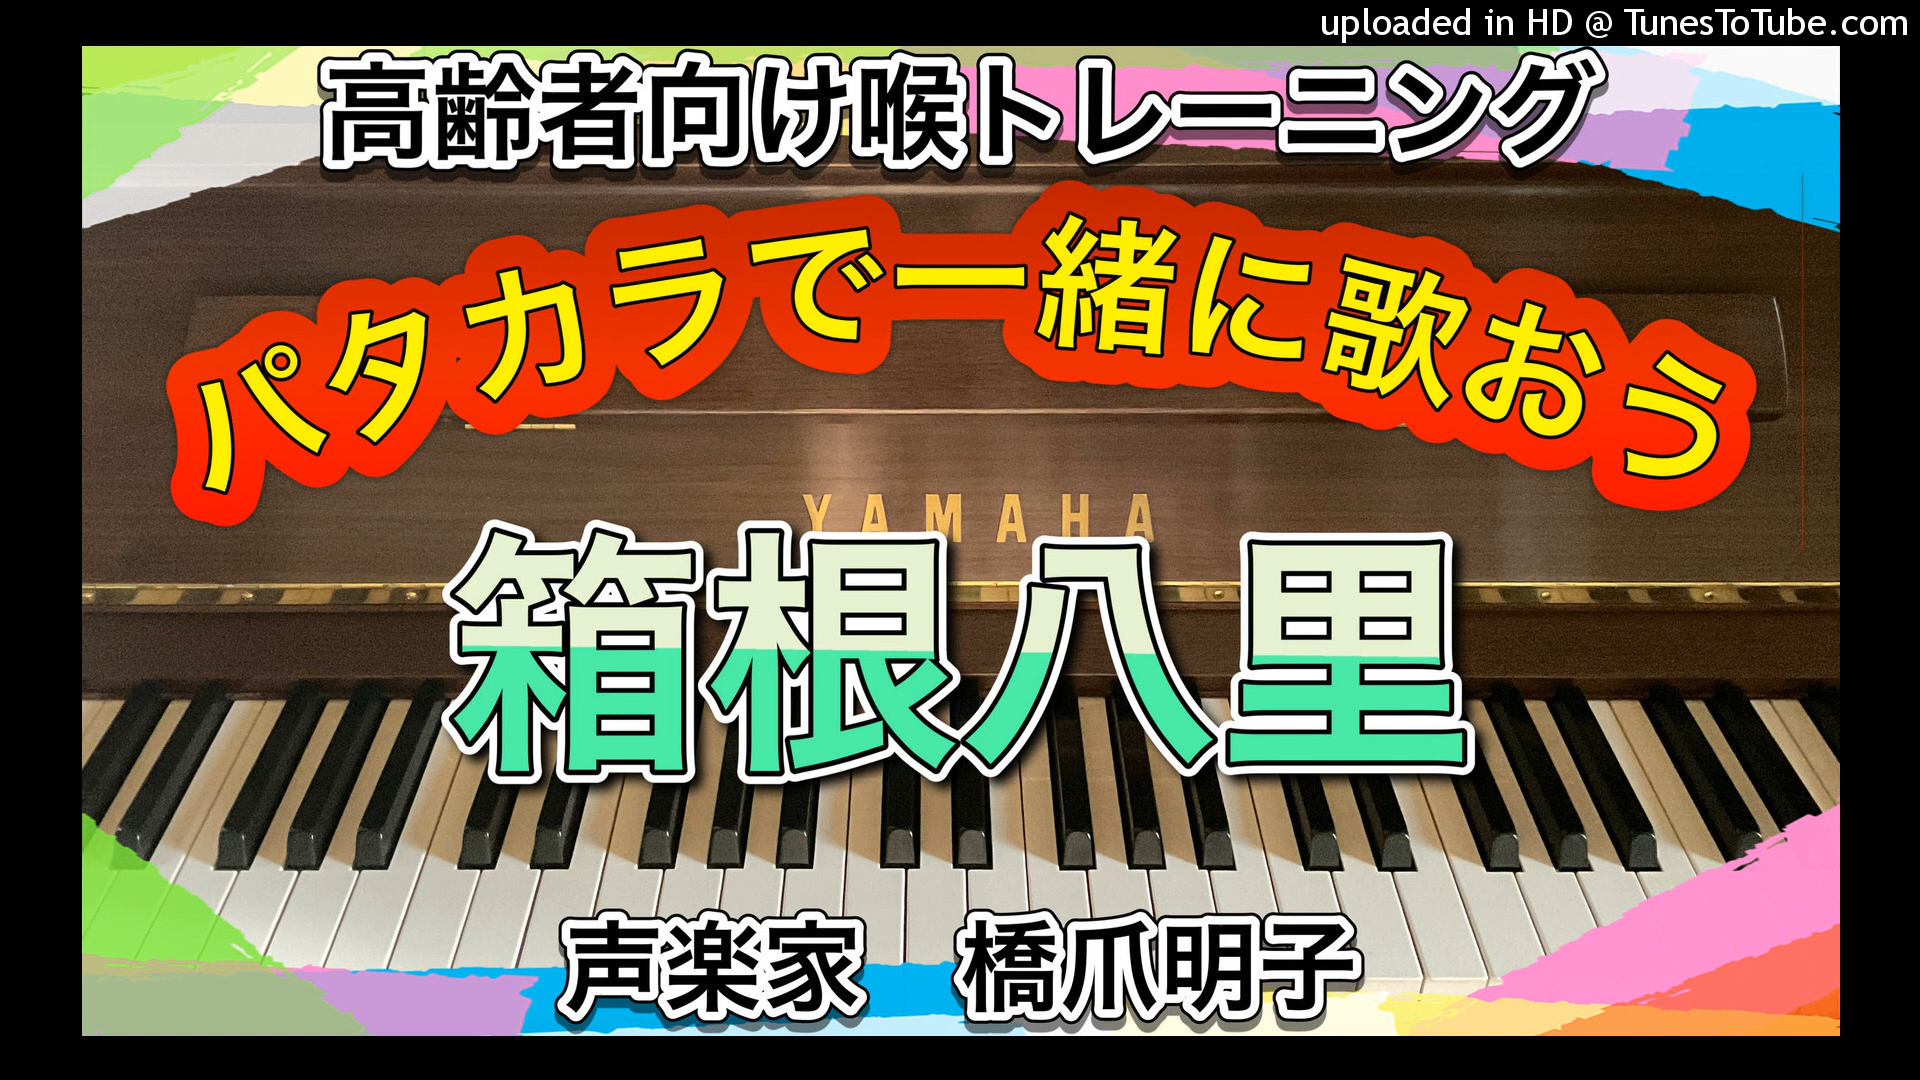 uploaded in HD @ TunesToTube.com
高齢者向け喉トレーニング
パタカラで一緒に歌おう
YAMAHA
箱根八里
声楽家 橋爪明子